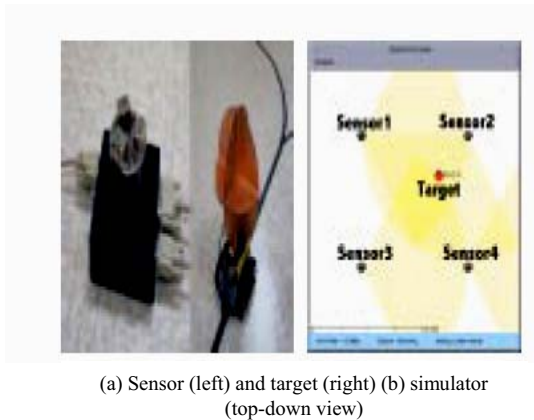 Sensor1 Sensor2
Target
Sensor3 Sensor4
(a) Sensor (left) and target (right) (b) simulator
(top-down view)